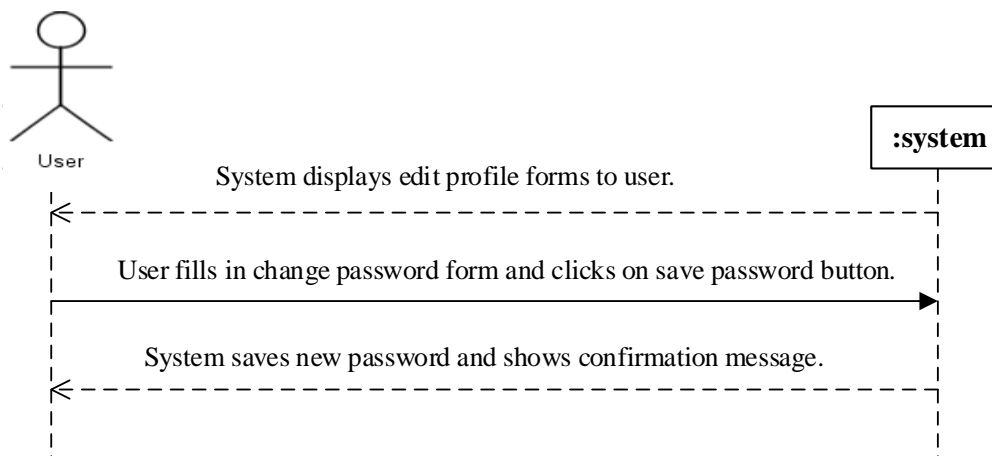 User
:system
System displays edit profile forms to user.
User fills in change password form and clicks on save password button.
System saves new password and shows confirmation message.